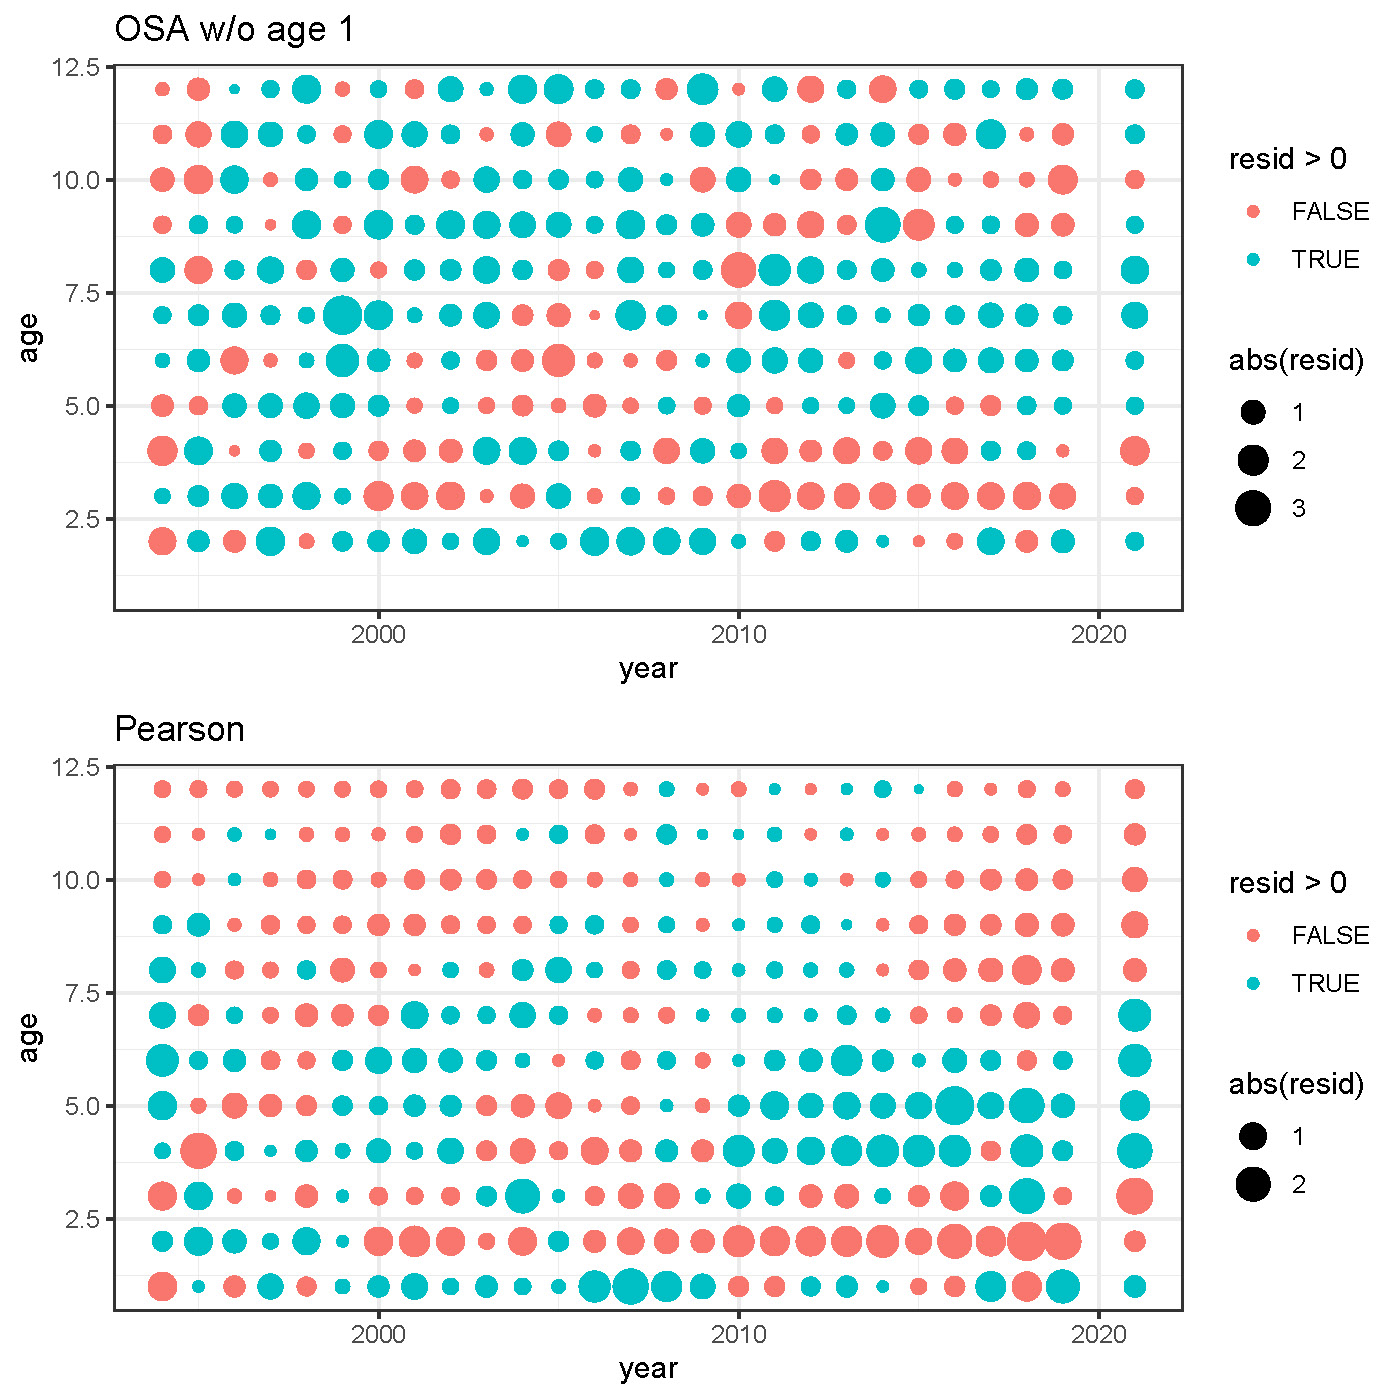 OSA w/o age 1
12.5
10.0
7.5
5.0
2.5
age
2000 2010 2020
year
resid > 0
FALSE
TRUE
abs(resid)
1
2
3
Pearson
12.5
10.0
7.5
5.0
2.5
age
2000 2010 2020
year
resid > 0
FALSE
TRUE
abs(resid)
1
2